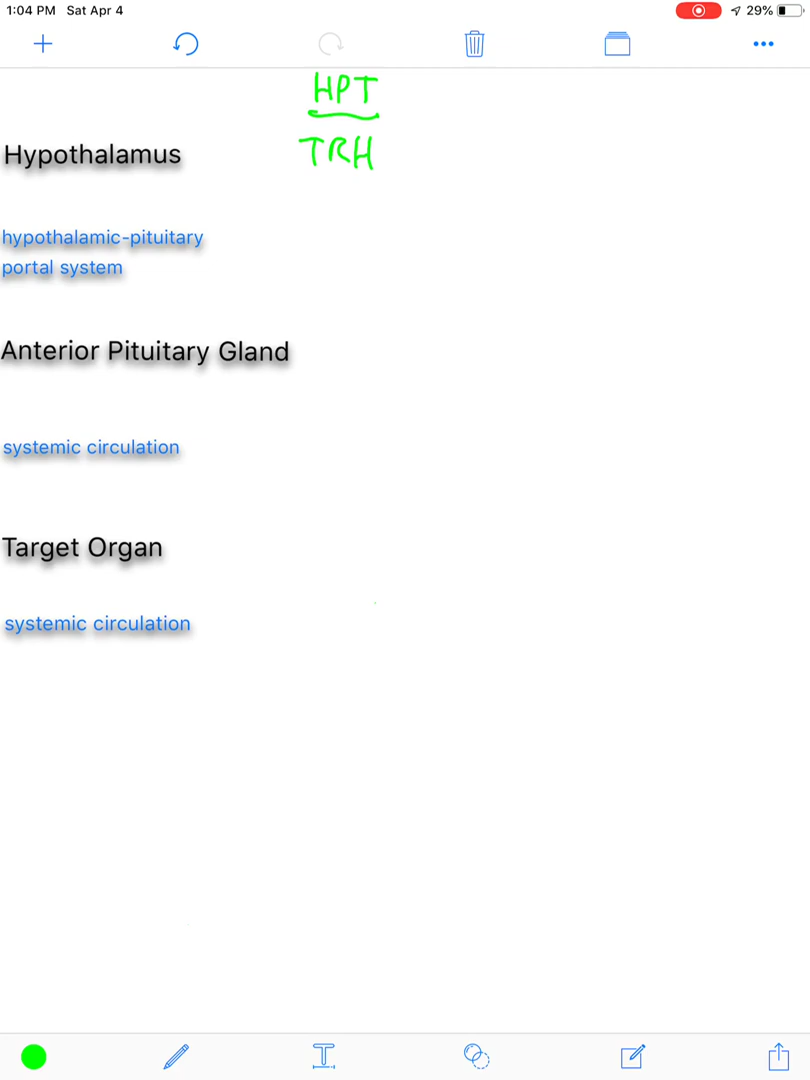 1:04 PM Sat Apr 4
29%
HPT
Hypothalamus
TRH
hypothalamic-pituitary
portal system
Anterior Pituitary Gland
systemic circulation
Target Organ
systemic circulation